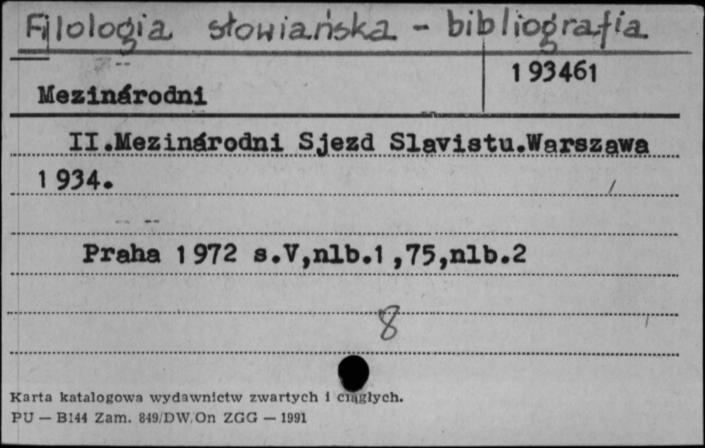 Filologia słowiańska - bibliografia
193461
Mezinárodni
II.Mezinárodni Sjezd Slavistu.Warszawa
1934.
Praha 1972 s.V,nlb.1,75,nlb.2
8
Karta katalogowa wydawnictw zwartych i ciągłych.
PU — B144 Zam. 849/DW/On ZGG — 1991